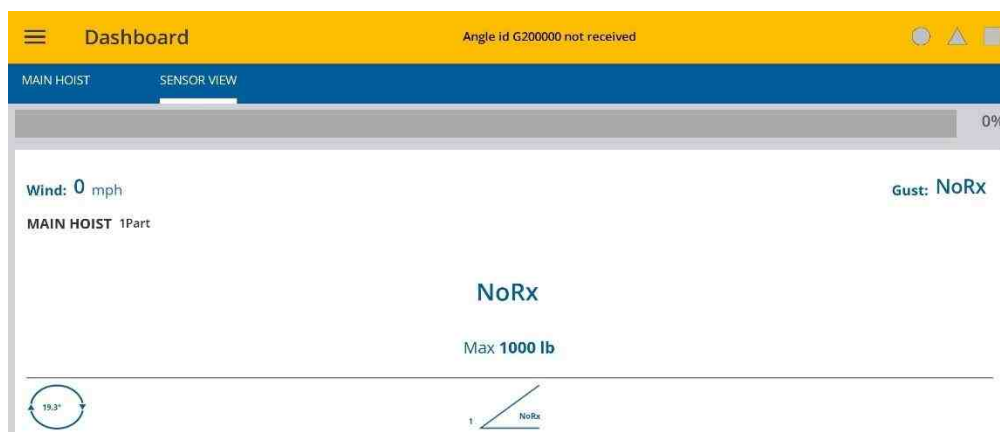 Dashboard
Angle id G200000 not received
MAIN HOIST
SENSOR VIEW
0%
Wind: 0 mph
Gust: NoRx
MAIN HOIST 1Part
NoRx
Max 1000 lb
19.3°
1
NoRx